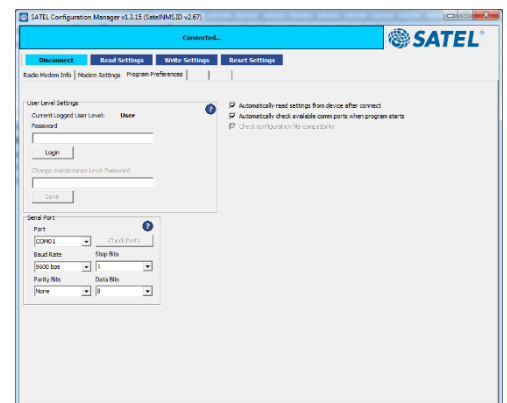 SATEL Configuration Manager v1.3.15 (SatelNMS.ID v2.67)
Connected...
SATEL®
Disconnect Read Settings Write Settings Reset Settings
Radio Modem Info Modem Settings Program Preferences
User Level Settings
Current Logged User Level: User
Password
Login
Change maintenance Level Password
Save
Automatically read settings from device after connect
Automatically check available comm ports when program starts
Check configuration file compatibility
Serial Port
Port
COM01 Check Ports
Baud Rate Stop Bits
9600 bps 1
Parity Bits Data Bits
None 8